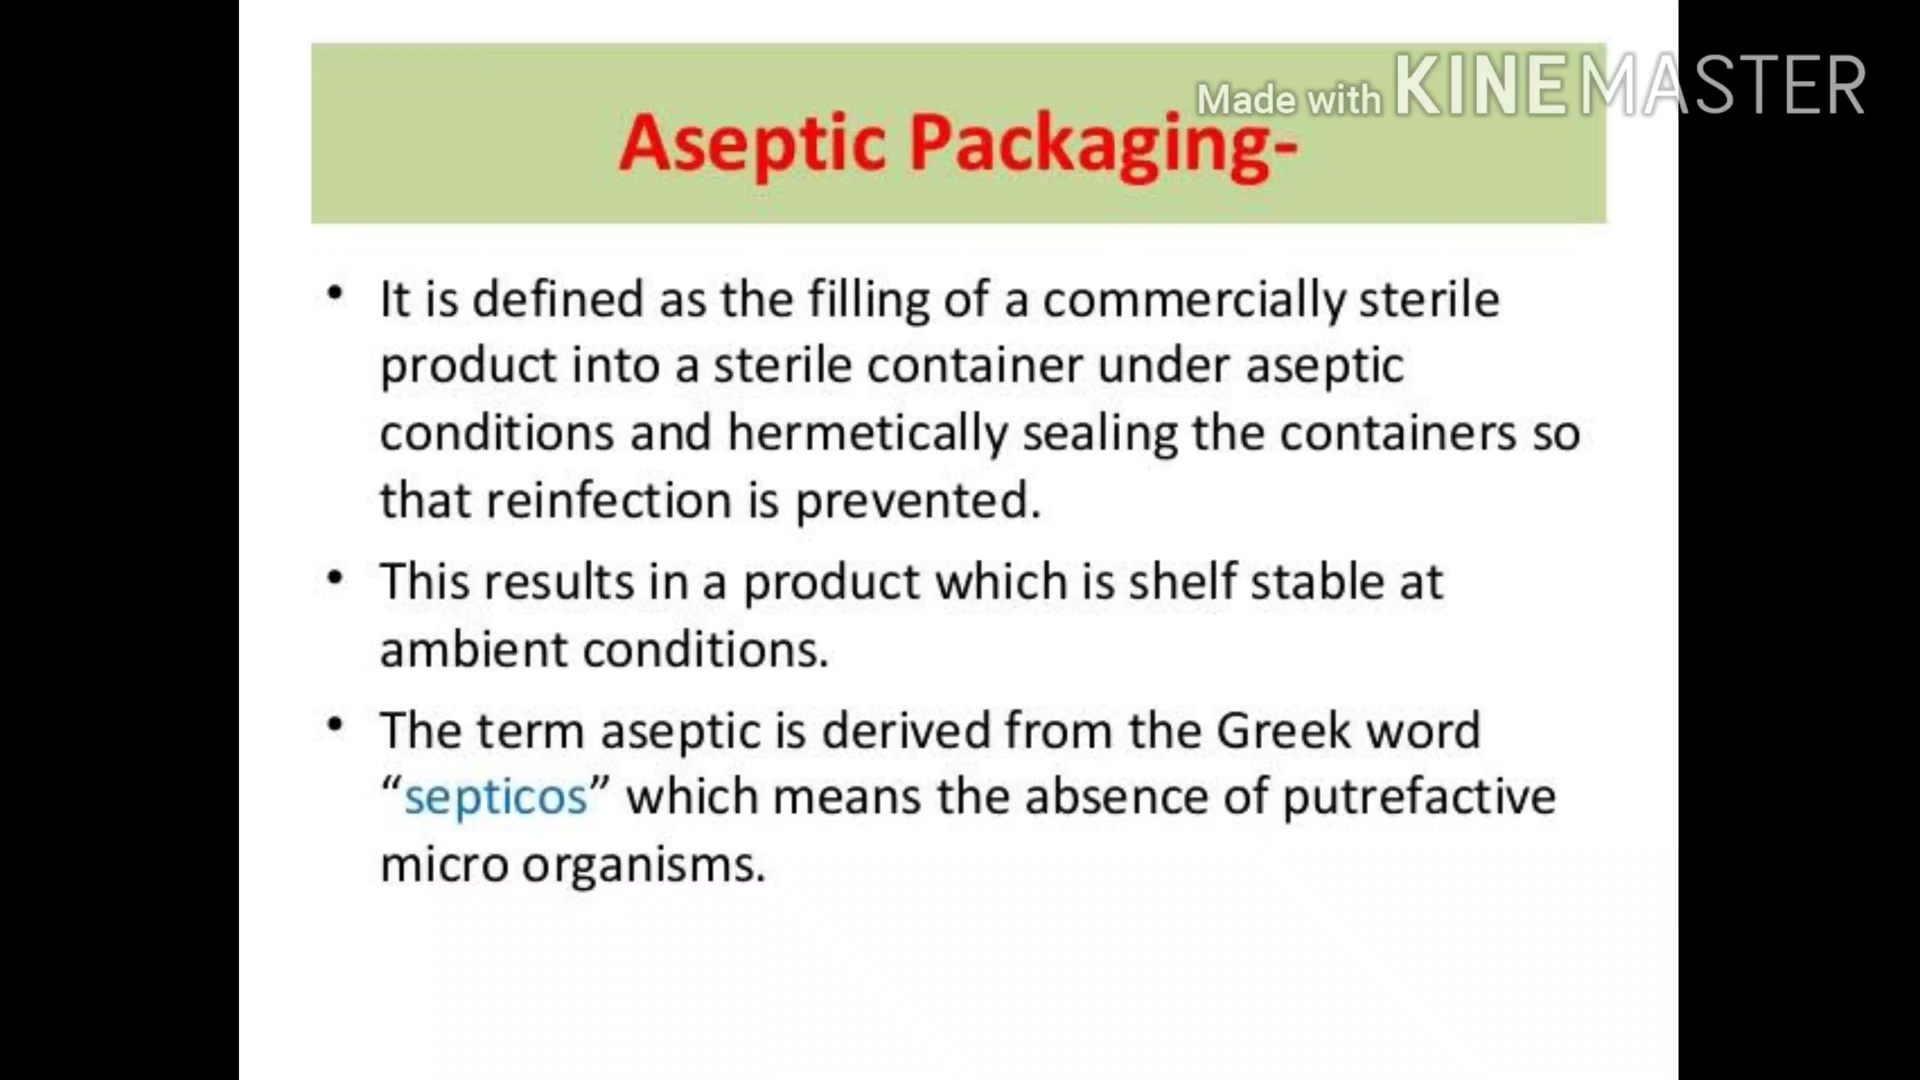 Made with KINEMASTER
Aseptic Packaging-
• It is defined as the filling of a commercially sterile
product into a sterile container under aseptic
conditions and hermetically sealing the containers so
that reinfection is prevented.
• This results in a product which is shelf stable at
ambient conditions.
• The term aseptic is derived from the Greek word
“septicos” which means the absence of putrefactive
micro organisms.